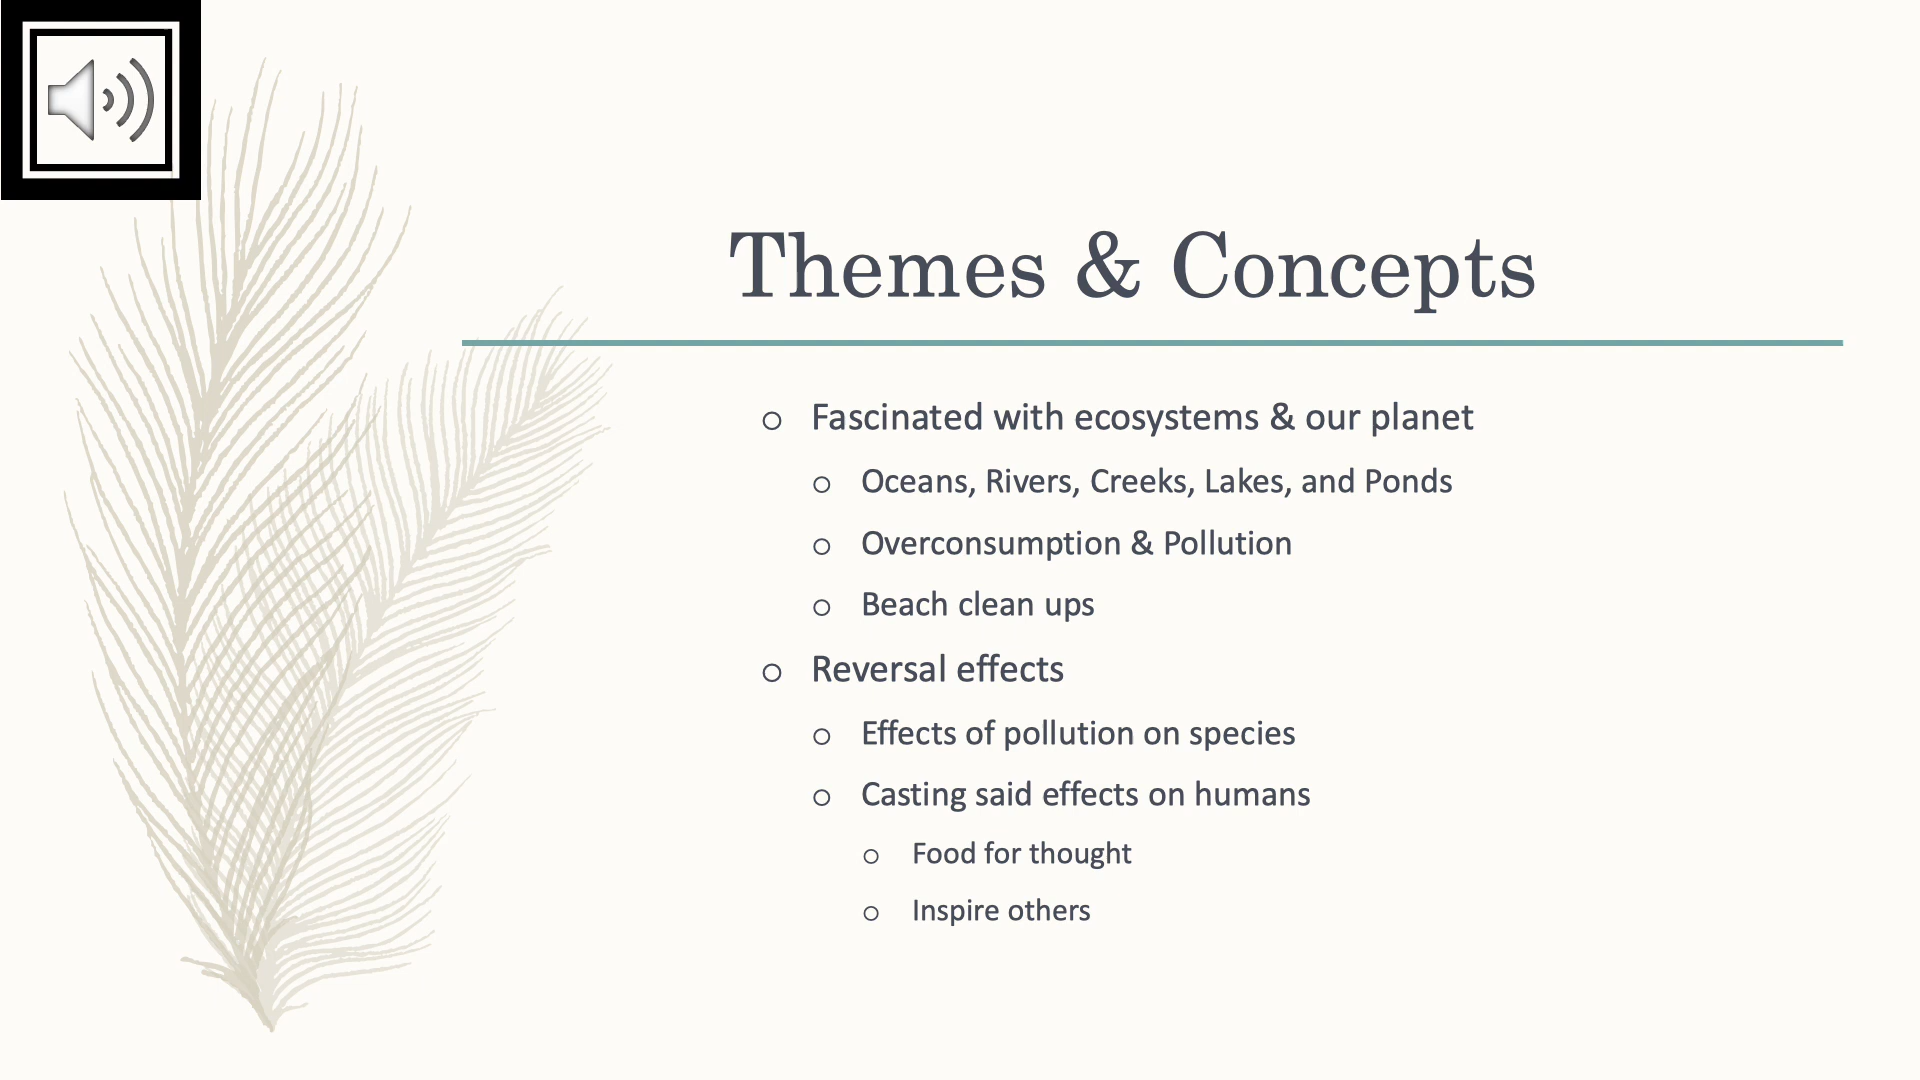 Themes & Concepts
Fascinated with ecosystems & our planet
Oceans, Rivers, Creeks, Lakes, and Ponds
Overconsumption & Pollution
Beach clean ups
Reversal effects
Effects of pollution on species
Casting said effects on humans
Food for thought
Inspire others